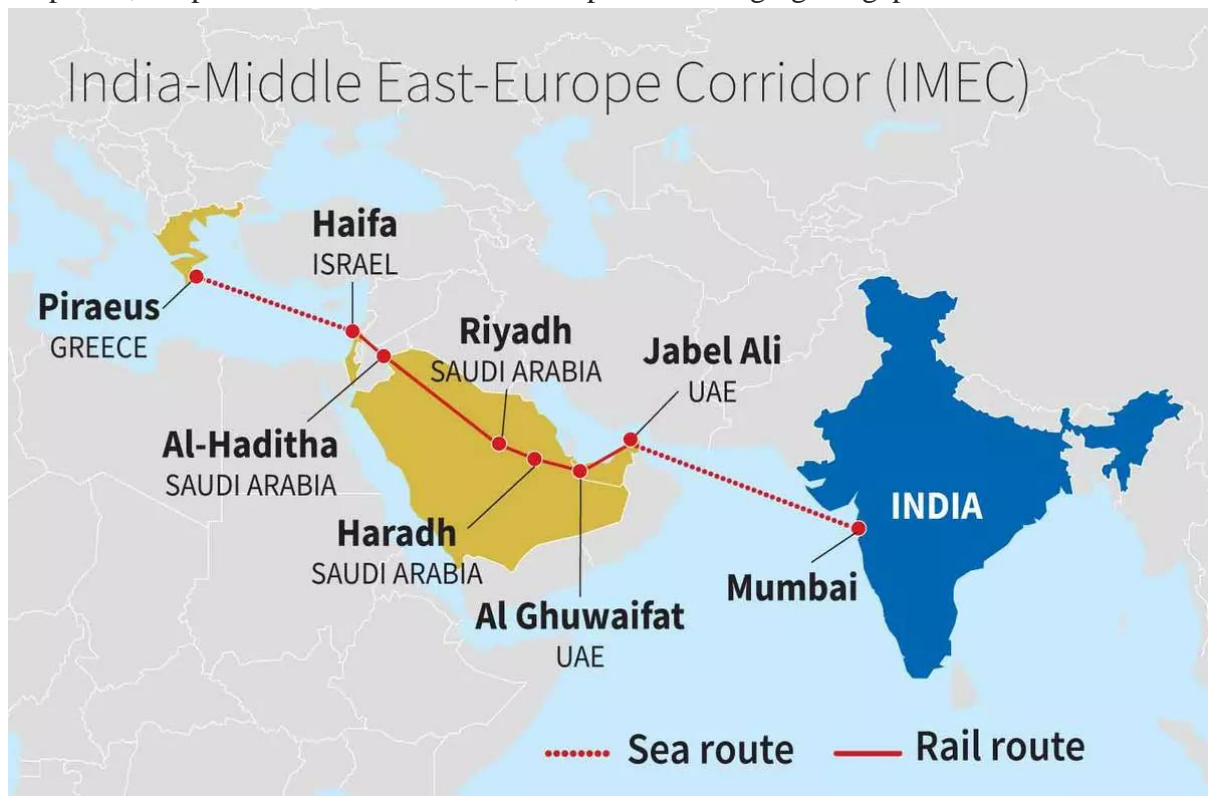 India-Middle East-Europe Corridor (IMEC)
Haifa
ISRAEL
Piraeus
GREECE
Riyadh
SAUDI ARABIA
Jabel Ali
UAE
Al-Haditha
SAUDI ARABIA
INDIA
Haradh
SAUDI ARABIA
Mumbai
Al Ghuwaifat
UAE
Sea route
Rail route